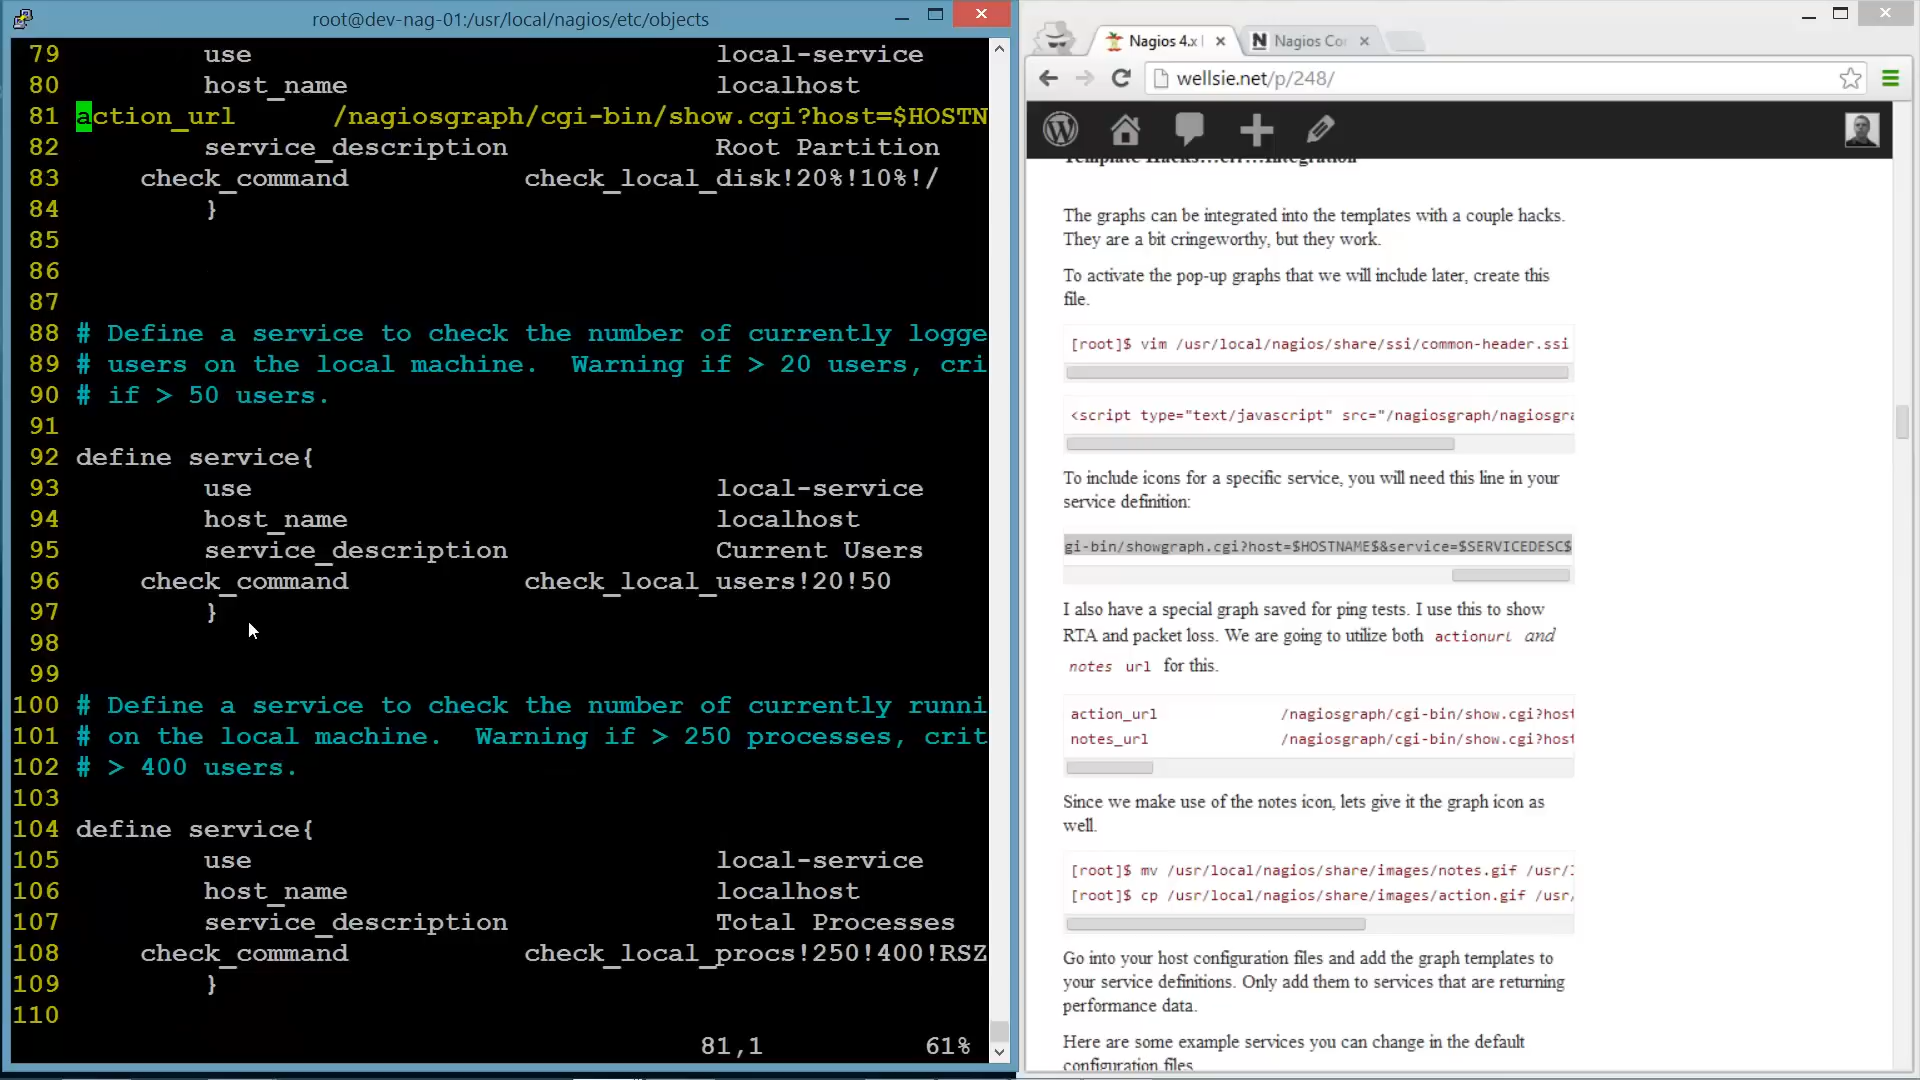 root@dev-nag-01:/usr/local/nagios/etc/objects
79 use local-service
80 host_name localhost
81 action_url /nagiosgraph/cgi-bin/show.cgi?host=$HOSTN
82 service_description Root Partition
83 check_command check_local_disk!20%!10%!/
84 }
85
86
87
88 # Define a service to check the number of currently logge
89 # users on the local machine. Warning if > 20 users, cri
90 # if > 50 users.
91
92 define service{
93 use local-service
94 host_name localhost
95 service_description Current Users
96 check_command check_local_users!20!50
97 }
98
99
100 # Define a service to check the number of currently runni
101 # on the local machine. Warning if > 250 processes, crit
102 # > 400 users.
103
104 define service{
105 use local-service
106 host_name localhost
107 service_description Total Processes
108 check_command check_local_procs!250!400!RSZ
109 }
110
81,1 61%
Nagios 4.x
N Nagios Co
wellsie.net/p/248/
Template Hacks...err...Integration
The graphs can be integrated into the templates with a couple hacks.
They are a bit cringeworthy, but they work.
To activate the pop-up graphs that we will include later, create this
file.
[root]$ vim /usr/local/nagios/share/ssi/common-header.ssi
<script type="text/javascript" src="/nagiosgraph/nagiosgra
To include icons for a specific service, you will need this line in your
service definition:
gi-bin/showgraph.cgi?host=$HOSTNAME$&service=$SERVICEDESC$
I also have a special graph saved for ping tests. I use this to show
RTA and packet loss. We are going to utilize both actionurl and
notes url for this.
action_url /nagiosgraph/cgi-bin/show.cgi?host
notes_url /nagiosgraph/cgi-bin/show.cgi?host
Since we make use of the notes icon, lets give it the graph icon as
well.
[root]$ mv /usr/local/nagios/share/images/notes.gif /usr/l
[root]$ cp /usr/local/nagios/share/images/action.gif /usr/
Go into your host configuration files and add the graph templates to
your service definitions. Only add them to services that are returning
performance data.
Here are some example services you can change in the default
configuration files